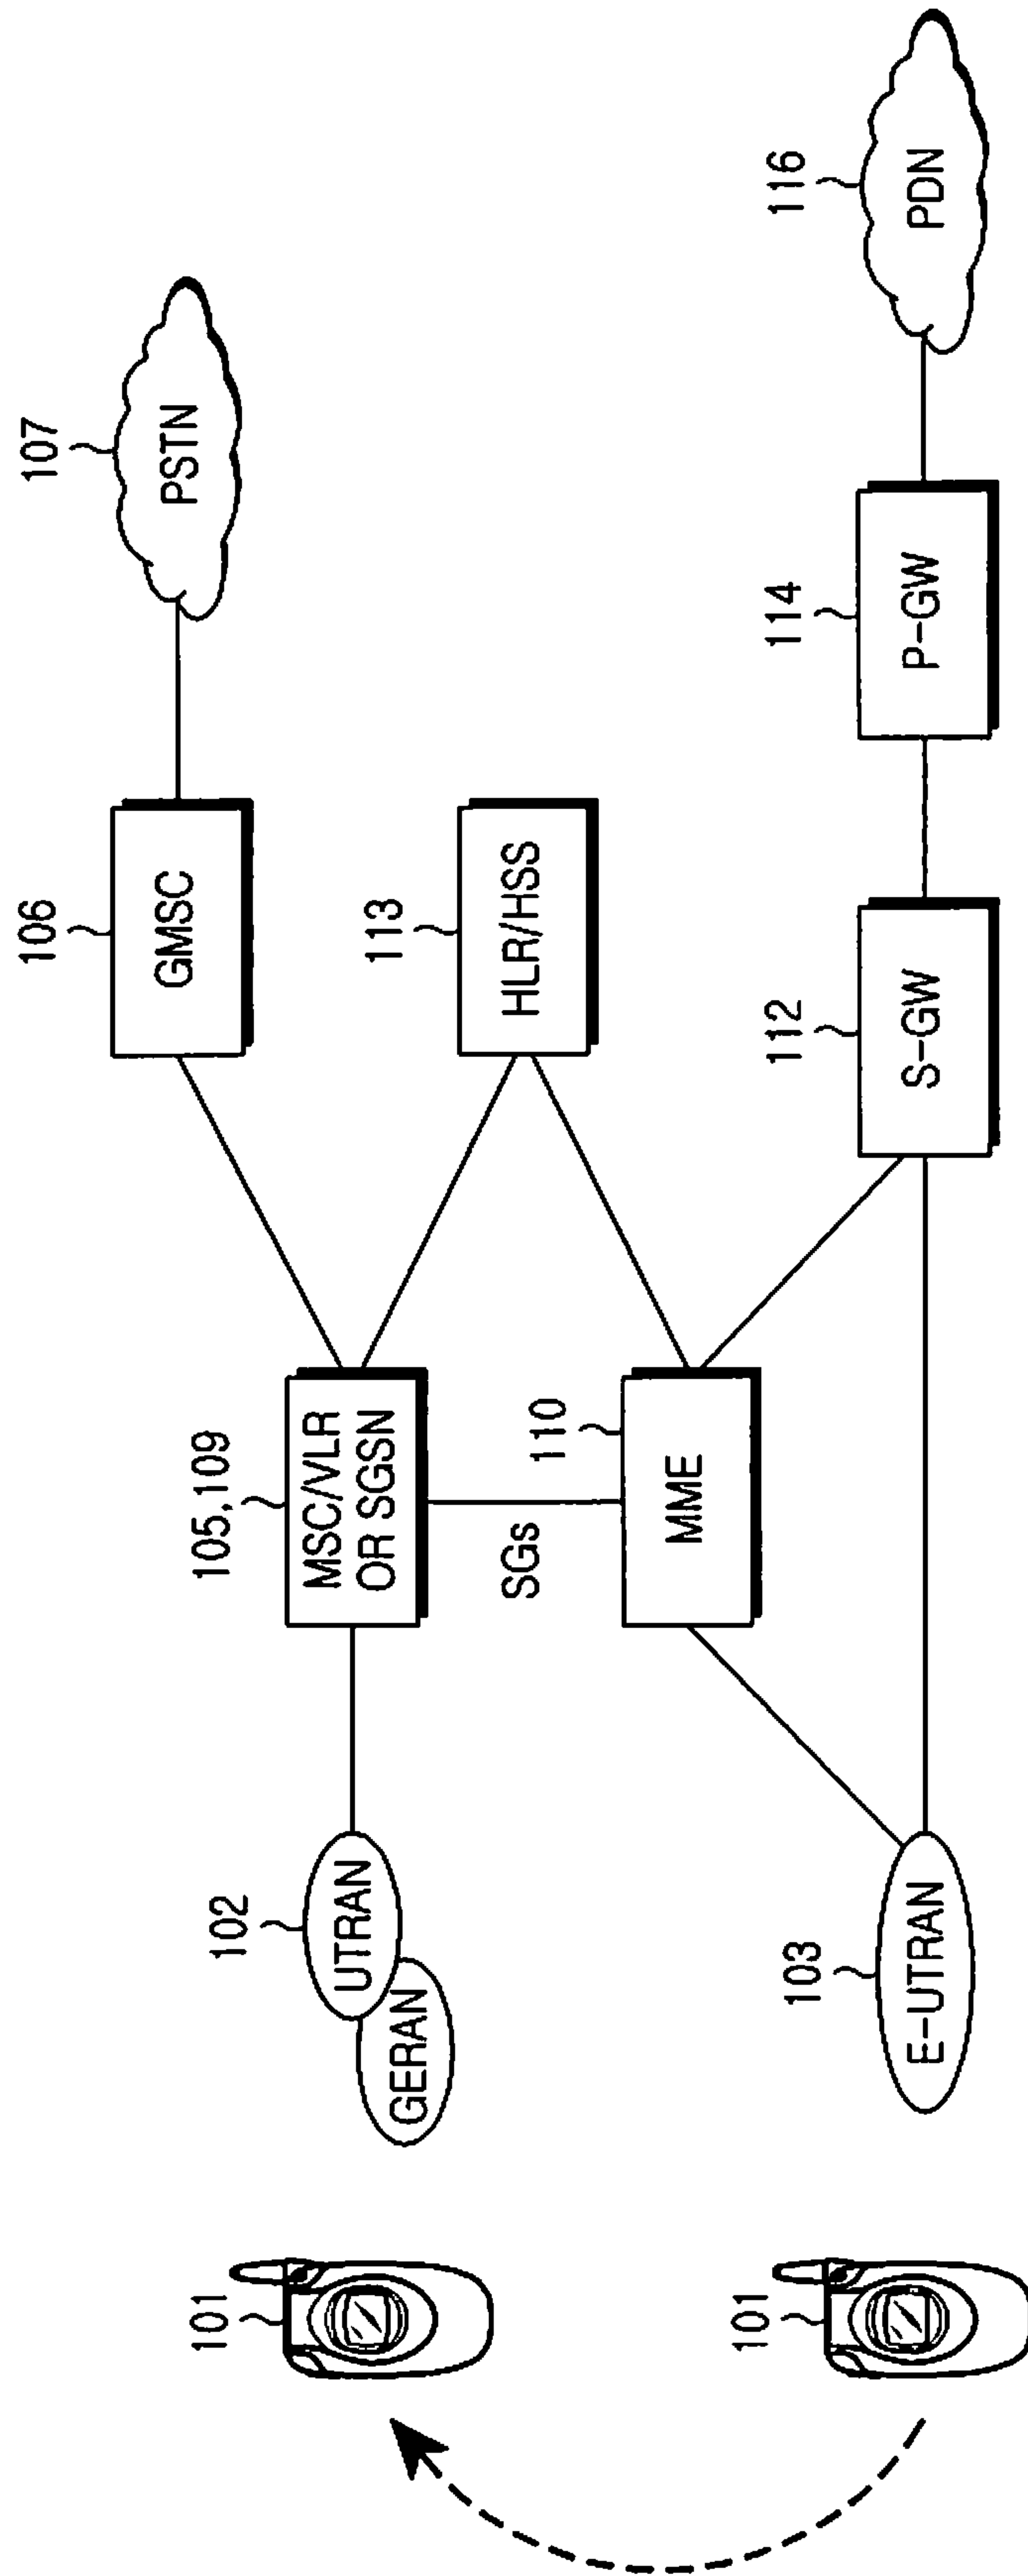 107
PSTN
106
GMSC
116
PDN
113
HLR/HSS
114
P-GW
105,109
MSC/VLR
OR SGSN
112
S-GW
SGs
110
MME
102
UTRAN
GERAN
103
E-UTRAN
101
101